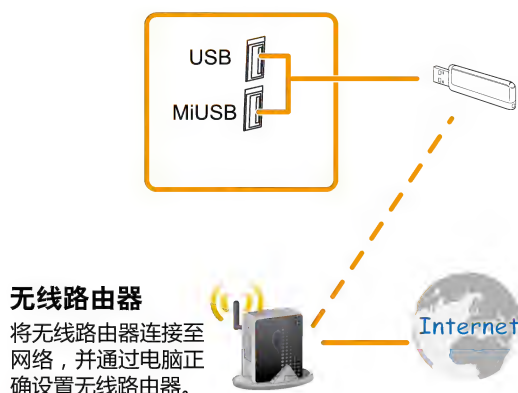 USB
MiUSB
无线路由器
将无线路由器连接至
网络，并通过电脑正
确设置无线路由器。
Internet